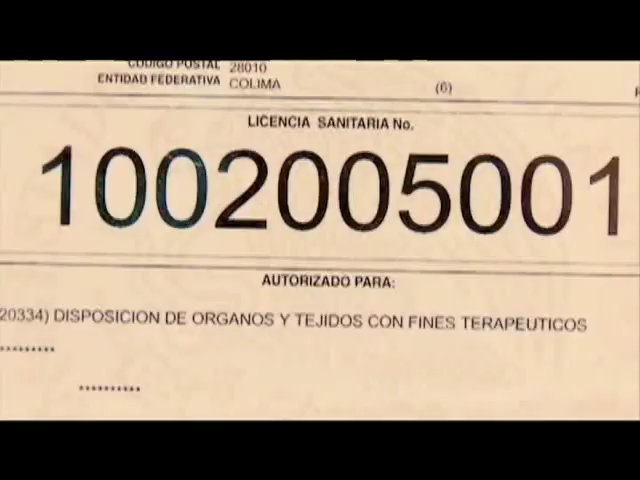 CODIGO POSTAL 28010
ENTIDAD FEDERATIVA COLIMA (6)
LICENCIA SANITARIA No.
1002005001
AUTORIZADO PARA:
20334) DISPOSICION DE ORGANOS Y TEJIDOS CON FINES TERAPEUTICOS
*********
**********